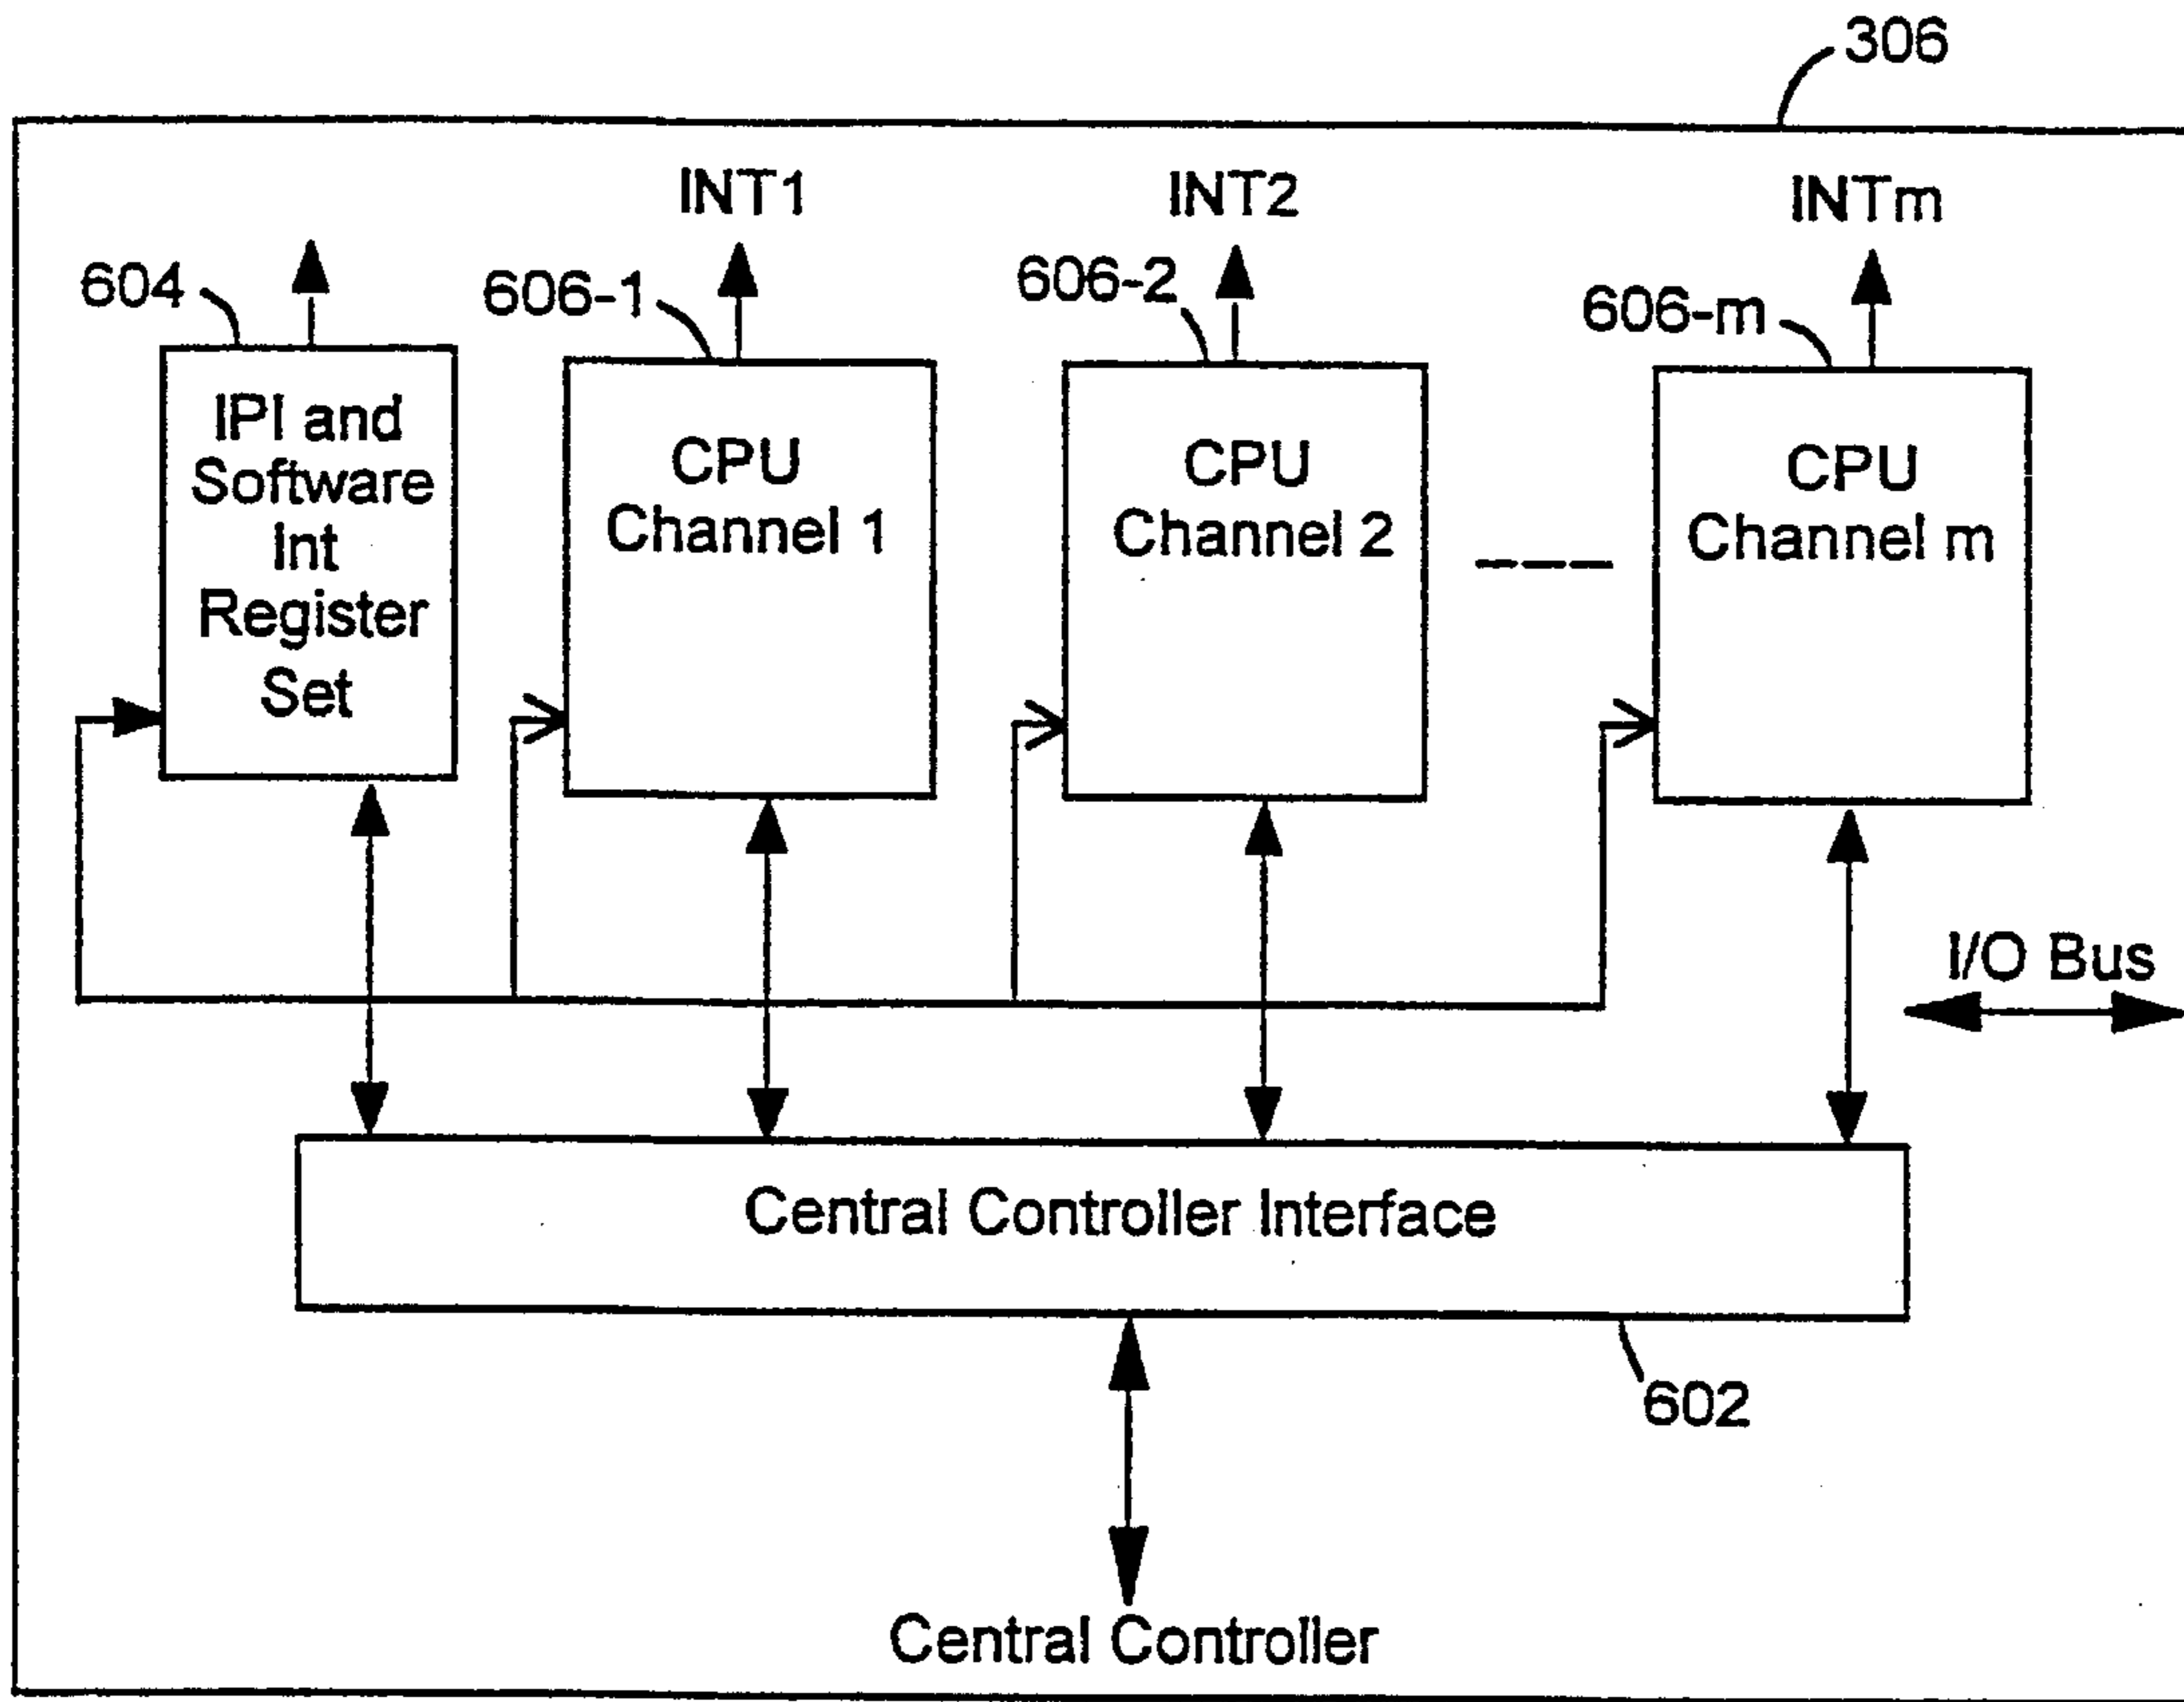 306
INT1
INT2
INTm
604
606-1
606-2
606-m
IPI and
Software
Int
Register
Set
CPU
Channel 1
CPU
Channel 2
CPU
Channel m
I/O Bus
Central Controller Interface
602
Central Controller